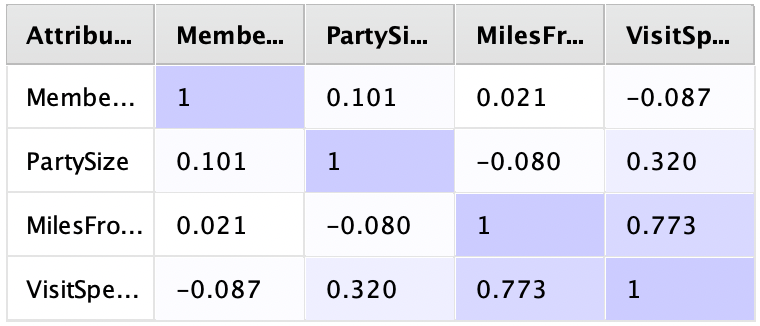 Attribu... Membe... PartySi... MilesFr... VisitSp...
Membe... 1 0.101 0.021 -0.087
PartySize 0.101 1 -0.080 0.320
MilesFro... 0.021 -0.080 1 0.773
VisitSpe... -0.087 0.320 0.773 1